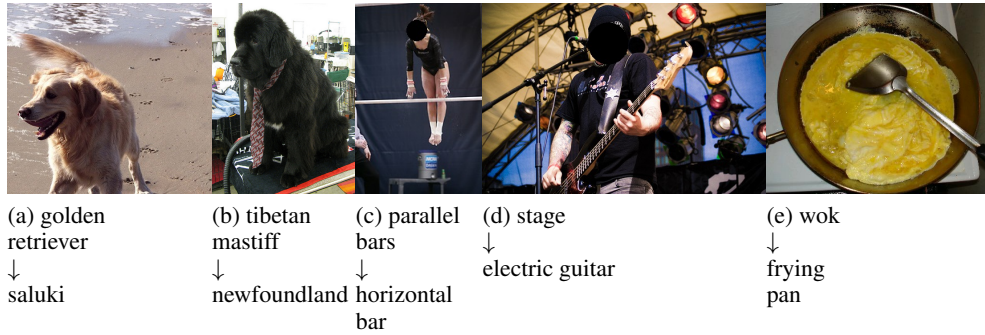 (a) golden
retriever
↓
saluki
(b) tibetan
mastiff
↓
newfoundland
(c) parallel
bars
↓
horizontal
bar
(d) stage
↓
electric guitar
(e) wok
↓
frying
pan